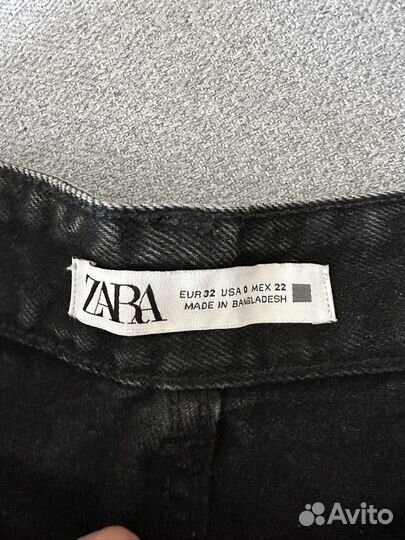 ZARA
EUR 32 USA 0 MEX 22
MADE IN BANGLADESH
Avito